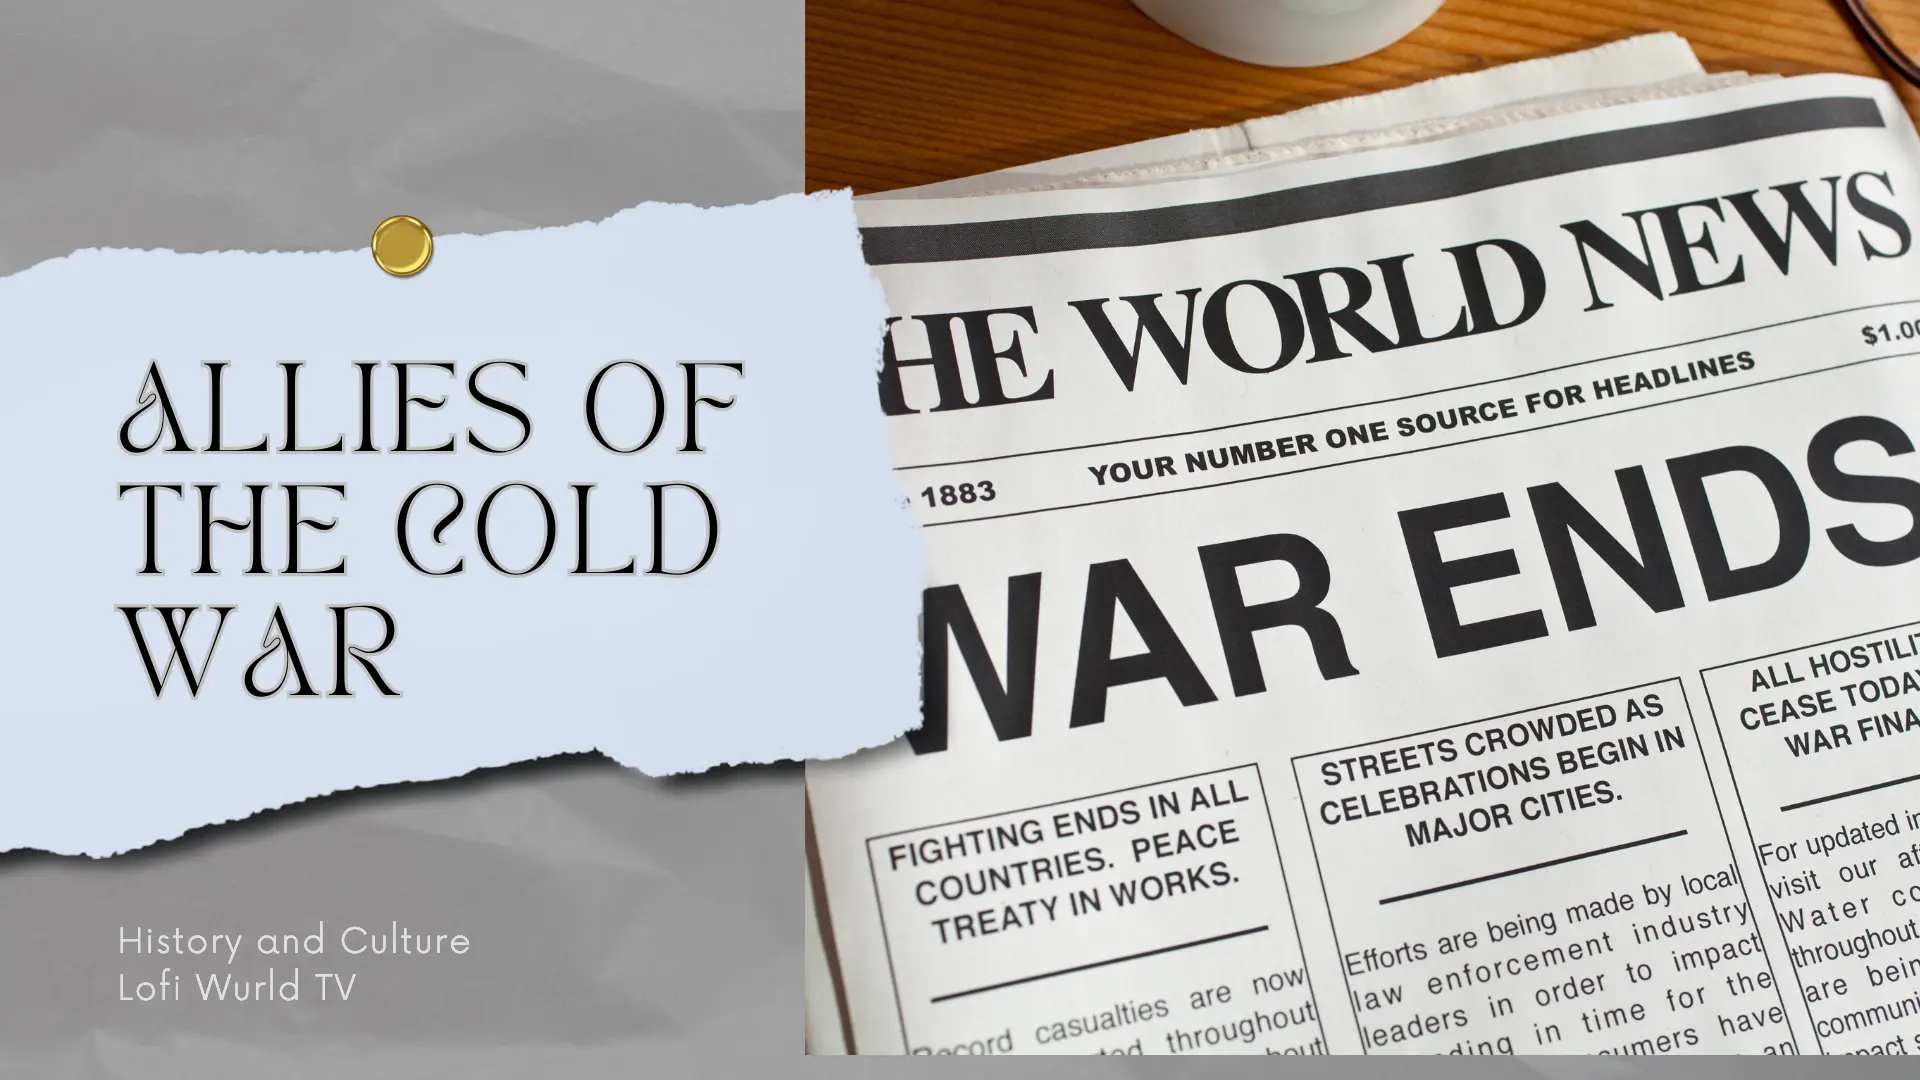 ALLIES OF
THE COLD
WAR
History and Culture
Lofi Wurld TV
HE WORLD NEWS
$1.00
1883
YOUR NUMBER ONE SOURCE FOR HEADLINES
WAR ENDS
FIGHTING ENDS IN ALL
COUNTRIES. PEACE
TREATY IN WORKS.
Record casualties are now
throughout
STREETS CROWDED AS
CELEBRATIONS BEGIN IN
MAJOR CITIES.
Efforts are being made by local
law enforcement industry
leaders in order to impact
in time for the
have
an
ALL HOSTILIT
CEASE TODAY
WAR FINA
For updated in
visit our af
Water co
throughout
are bein
communi